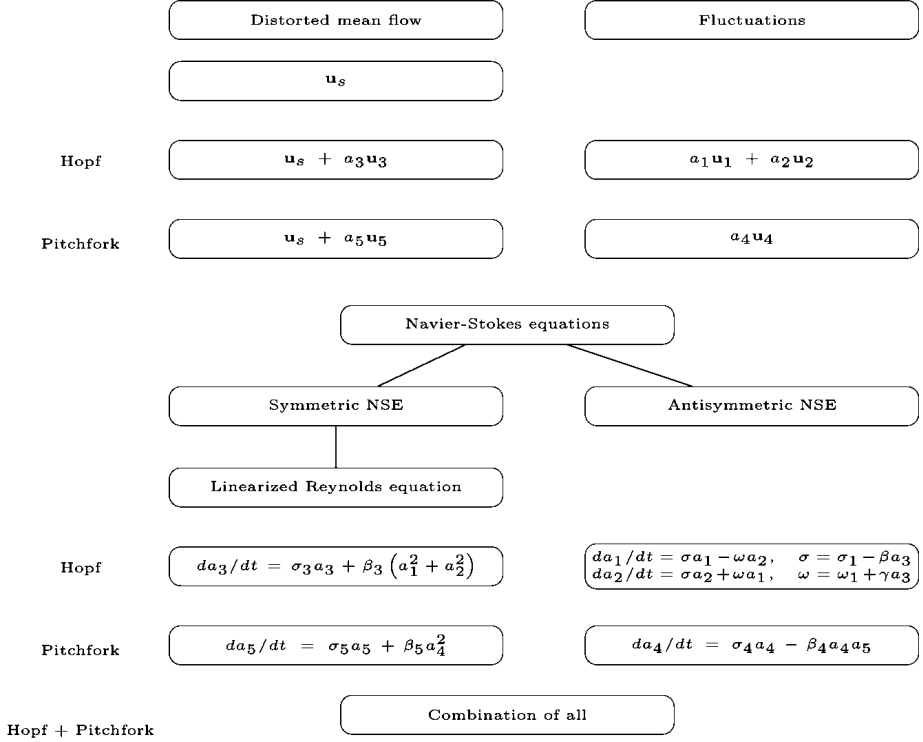 Distorted mean flow Fluctuations
u_s
Hopf u_s + a_3u_3 a_1u_1 + a_2u_2
Pitchfork u_s + a_5u_5 a_4u_4
Navier-Stokes equations
Symmetric NSE Antisymmetric NSE
Linearized Reynolds equation
Hopf da_3/dt = σ_3a_3 + β_3 (a_1^2 + a_2^2) da_1/dt = σa_1 − ωa_2, σ = σ_1 − βa_3
da_2/dt = σa_2 + ωa_1, ω = ω_1 + γa_3
Pitchfork da_5/dt = σ_5a_5 + β_5a_4^2 da_4/dt = σ_4a_4 − β_4a_4a_5
Hopf + Pitchfork Combination of all